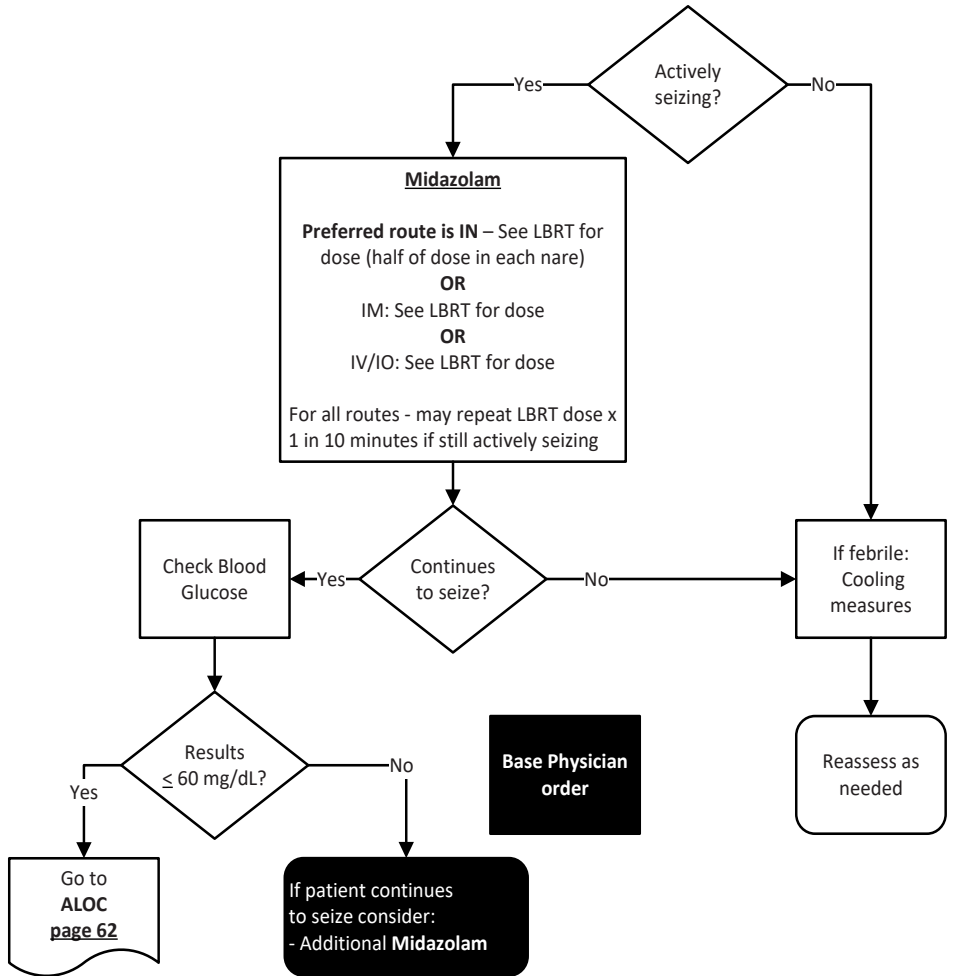 Actively
seizing?
Yes
No
Midazolam
Preferred route is IN – See LBRT for
dose (half of dose in each nare)
OR
IM: See LBRT for dose
OR
IV/IO: See LBRT for dose
For all routes - may repeat LBRT dose x
1 in 10 minutes if still actively seizing
Continues
to seize?
Yes
No
Check Blood
Glucose
If febrile:
Cooling
measures
Results
≤ 60 mg/dL?
Yes
No
Base Physician
order
Reassess as
needed
Go to
ALOC
page 62
If patient continues
to seize consider:
- Additional Midazolam